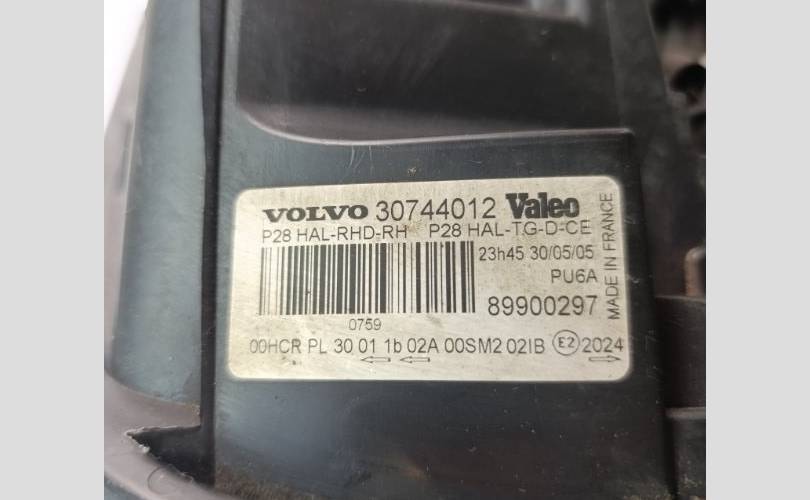 VOLVO 30744012 Valeo
P28 HAL-RHD-RH P28 HAL-TG-D-CE
23h45 30/05/05
PU6A
89900297
MADE IN FRANCE
0759
00HCR PL 30 01 1b 02A 00SM2 02IB E2 2024